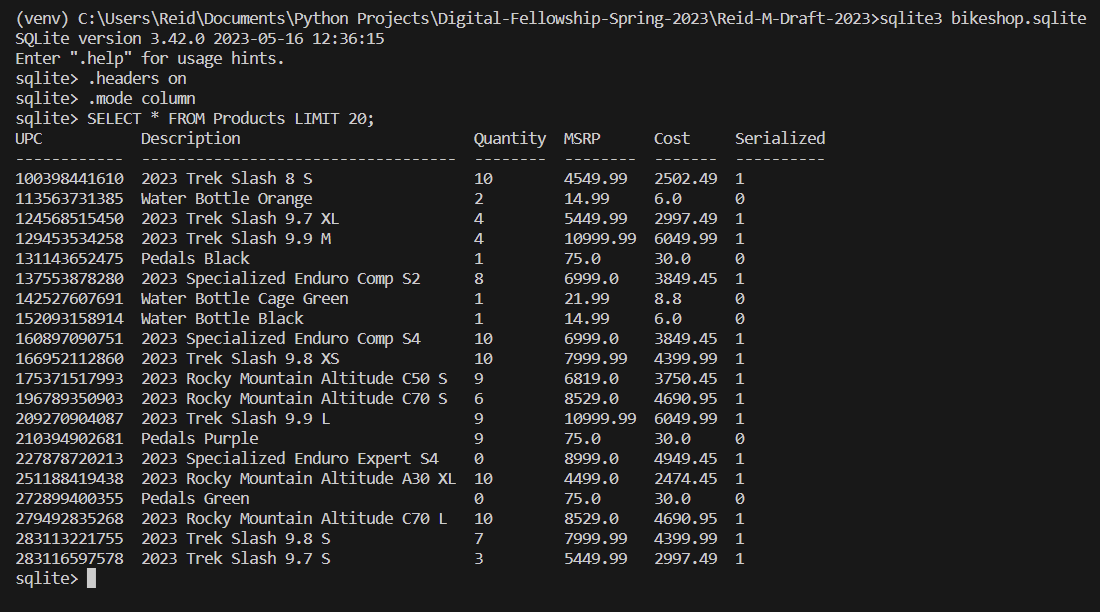 (venv) C:\Users\Reid\Documents\Python Projects\Digital-Fellowship-Spring-2023\Reid-M-Draft-2023>sqlite3 bikeshop.sqlite
SQLite version 3.42.0 2023-05-16 12:36:15
Enter ".help" for usage hints.
sqlite> .headers on
sqlite> .mode column
sqlite> SELECT * FROM Products LIMIT 20;
UPC           Description                          Quantity  MSRP      Cost     Serialized
------------  -----------------------------------  --------  --------  -------  ----------
100398441610  2023 Trek Slash 8 S                  10        4549.99   2502.49  1
113563731385  Water Bottle Orange                  2         14.99     6.0      0
124568515450  2023 Trek Slash 9.7 XL               4         5449.99   2997.49  1
129453534258  2023 Trek Slash 9.9 M                4         10999.99  6049.99  1
131143652475  Pedals Black                         1         75.0      30.0     0
137553878280  2023 Specialized Enduro Comp S2      8         6999.0    3849.45  1
142527607691  Water Bottle Cage Green              1         21.99     8.8      0
152093158914  Water Bottle Black                   1         14.99     6.0      0
160897090751  2023 Specialized Enduro Comp S4      10        6999.0    3849.45  1
166952112860  2023 Trek Slash 9.8 XS               10        7999.99   4399.99  1
175371517993  2023 Rocky Mountain Altitude C50 S   9         6819.0    3750.45  1
196789350903  2023 Rocky Mountain Altitude C70 S   6         8529.0    4690.95  1
209270904087  2023 Trek Slash 9.9 L                9         10999.99  6049.99  1
210394902681  Pedals Purple                        9         75.0      30.0     0
227878720213  2023 Specialized Enduro Expert S4    0         8999.0    4949.45  1
251188419438  2023 Rocky Mountain Altitude A30 XL  10        4499.0    2474.45  1
272899400355  Pedals Green                         0         75.0      30.0     0
279492835268  2023 Rocky Mountain Altitude C70 L   10        8529.0    4690.95  1
283113221755  2023 Trek Slash 9.8 S                7         7999.99   4399.99  1
283116597578  2023 Trek Slash 9.7 S                3         5449.99   2997.49  1
sqlite>